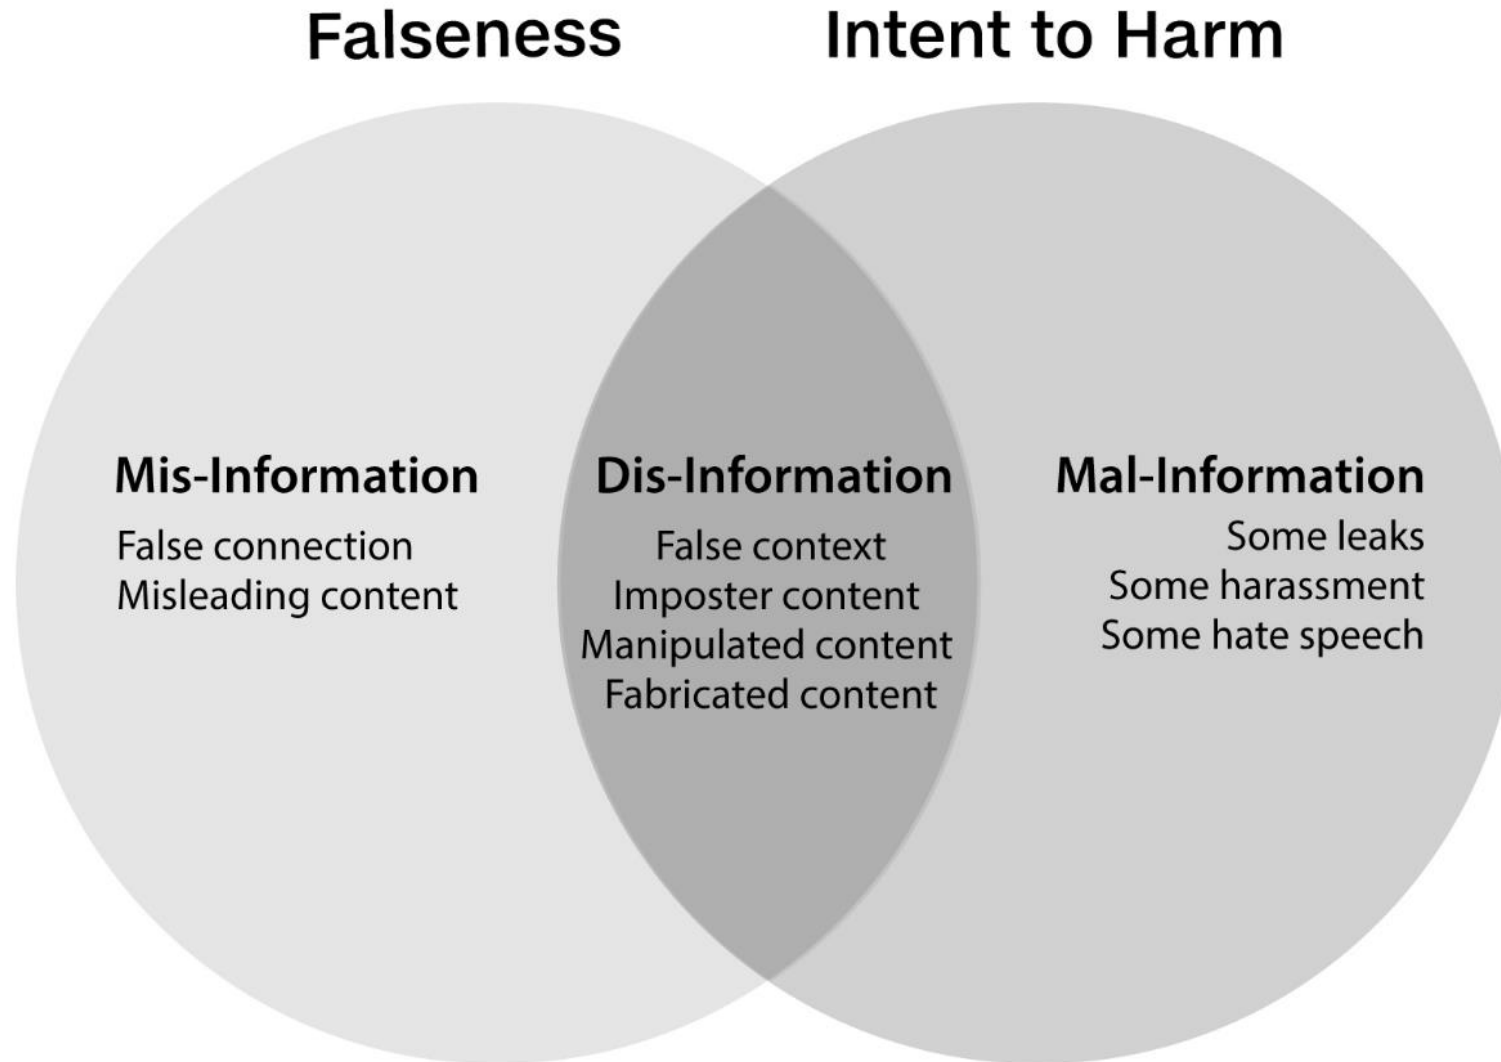 Falseness
Intent to Harm
Mis-Information
False connection
Misleading content
Dis-Information
False context
Imposter content
Manipulated content
Fabricated content
Mal-Information
Some leaks
Some harassment
Some hate speech